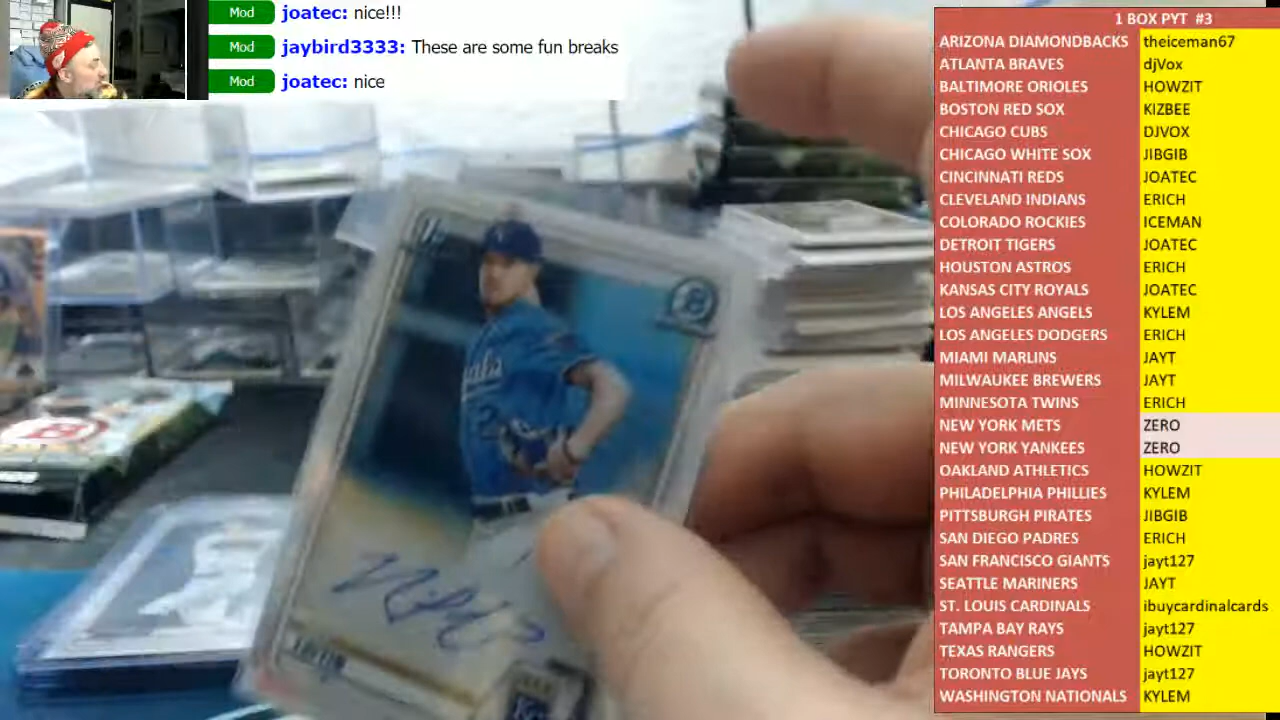 Mod joatec: nice!!!
Mod jaybird3333: These are some fun breaks
Mod joatec: nice
1 BOX PYT #3
ARIZONA DIAMONDBACKS theiceman67
ATLANTA BRAVES djVox
BALTIMORE ORIOLES HOWZIT
BOSTON RED SOX KIZBEE
CHICAGO CUBS DJVOX
CHICAGO WHITE SOX JIBGIB
CINCINNATI REDS JOATEC
CLEVELAND INDIANS ERICH
COLORADO ROCKIES ICEMAN
DETROIT TIGERS JOATEC
HOUSTON ASTROS ERICH
KANSAS CITY ROYALS JOATEC
LOS ANGELES ANGELS KYLEM
LOS ANGELES DODGERS ERICH
MIAMI MARLINS JAYT
MILWAUKEE BREWERS JAYT
MINNESOTA TWINS ERICH
NEW YORK METS ZERO
NEW YORK YANKEES ZERO
OAKLAND ATHLETICS HOWZIT
PHILADELPHIA PHILLIES KYLEM
PITTSBURGH PIRATES JIBGIB
SAN DIEGO PADRES ERICH
SAN FRANCISCO GIANTS jayt127
SEATTLE MARINERS JAYT
ST. LOUIS CARDINALS ibuycardinalcards
TAMPA BAY RAYS jayt127
TEXAS RANGERS HOWZIT
TORONTO BLUE JAYS jayt127
WASHINGTON NATIONALS KYLEM